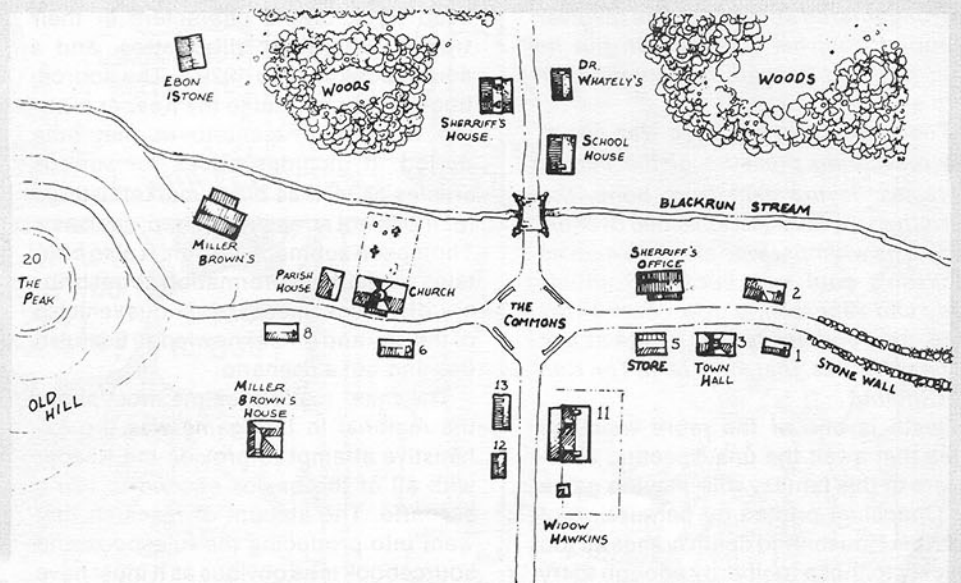 EBON
ISTONE
WOODS
SHERRIFF'S
HOUSE
DR.
WHATELY'S
WOODS
SCHOOL
HOUSE
BLACKRUN STREAM
MILLER
BROWN'S
PARISH
HOUSE
CHURCH
THE
COMMONS
SHERRIFF'S
OFFICE
2
20
THE
PEAK
8
6
STORE
5
3
TOWN
HALL
1
STONE WALL
OLD
HILL
MILLER
BROWN'S
HOUSE
13
12
11
WIDOW
HAWKINS